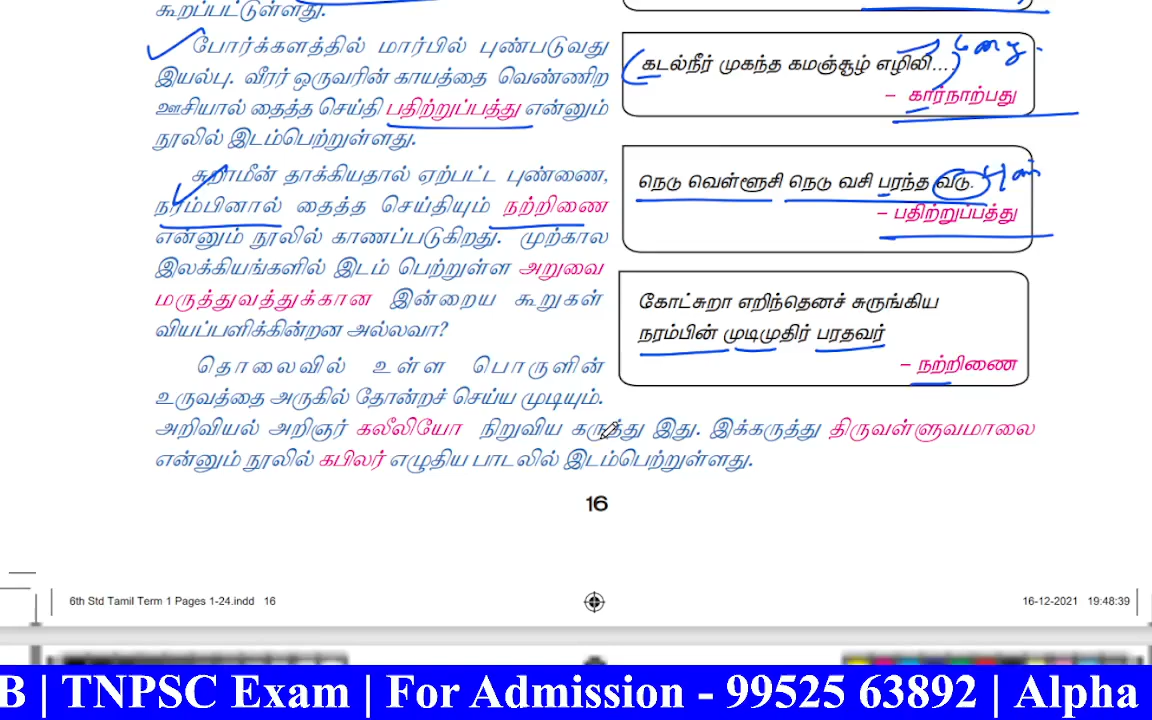 கூறப்பட்டுள்ளது.
போர்க்களத்தில் மார்பில் புண்படுவது
இயல்பு. வீரர் ஒருவரின் காயத்தை வெண்ணிற
ஊசியால் தைத்த செய்தி பதிற்றுப்பத்து என்னும்
நூலில் இடம்பெற்றுள்ளது.
சுறாமீன் தாக்கியதால் ஏற்பட்ட புண்ணை,
நரம்பினால் தைத்த செய்தியும் நற்றிணை
என்னும் நூலில் காணப்படுகிறது. முற்கால
இலக்கியங்களில் இடம் பெற்றுள்ள அறுவை
மருத்துவத்துக்கான இன்றைய கூறுகள்
வியப்பளிக்கின்றன அல்லவா?
தொலைவில் உள்ள பொருளின்
உருவத்தை அருகில் தோன்றச் செய்ய முடியும்.
அறிவியல் அறிஞர் கலீலியோ நிறுவிய கருத்து இது. இக்கருத்து திருவள்ளுவமாலை
என்னும் நூலில் கபிலர் எழுதிய பாடலில் இடம்பெற்றுள்ளது.
கடல்நீர் முகந்த கமஞ்சூழ் எழிலி....
– கார்நாற்பது
நெடு வெள்ளூசி நெடு வசி பரந்த வடு.
– பதிற்றுப்பத்து
கோட்சுறா எறிந்தெனச் சுருங்கிய
நரம்பின் முடிமுதிர் பரதவர்
– நற்றிணை
16
6th Std Tamil Term 1 Pages 1-24.indd 16
16-12-2021 19:48:39
B | TNPSC Exam | For Admission - 99525 63892 | Alpha